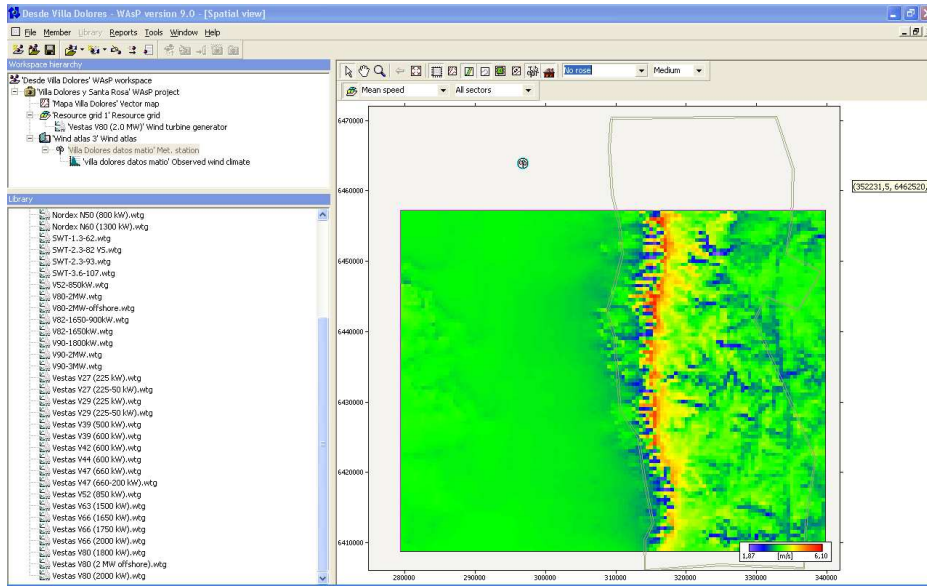 Desde Villa Dolores - WAsP version 9.0 - [Spatial view]
File Member Library Reports Tools Window Help
Workspace hierarchy
'Desde Villa Dolores' WAsP workspace
'Villa Dolores y Santa Rosa' WAsP project
'Mapa Villa Dolores' Vector map
'Resource grid 1' Resource grid
'Vestas V80 (2.0 MW)' Wind turbine generator
'Wind atlas 3' Wind atlas
'Villa Dolores datos matio' Met. station
'villa dolores datos matio' Observed wind climate
Library
Nordex N50 (800 kW).wtg
Nordex N60 (1300 kW).wtg
SWT-1.3-62.wtg
SWT-2.3-82 VS.wtg
SWT-2.3-93.wtg
SWT-3.6-107.wtg
V52-850kW.wtg
V80-2MW.wtg
V80-2MW-offshore.wtg
V82-1650-900kW.wtg
V82-1650kW.wtg
V90-1800kW.wtg
V90-2MW.wtg
V90-3MW.wtg
Vestas V27 (225 kW).wtg
Vestas V27 (225-50 kW).wtg
Vestas V29 (225 kW).wtg
Vestas V29 (225-50 kW).wtg
Vestas V39 (500 kW).wtg
Vestas V39 (600 kW).wtg
Vestas V42 (600 kW).wtg
Vestas V44 (600 kW).wtg
Vestas V47 (660 kW).wtg
Vestas V47 (660-200 kW).wtg
Vestas V52 (850 kW).wtg
Vestas V63 (1500 kW).wtg
Vestas V66 (1650 kW).wtg
Vestas V66 (1750 kW).wtg
Vestas V66 (2000 kW).wtg
Vestas V80 (1800 kW).wtg
Vestas V80 (2 MW offshore).wtg
Vestas V80 (2000 kW).wtg
No rose Medium
Mean speed All sectors
6470000
6460000
6450000
6440000
6430000
6420000
6410000
(352231,5, 6462520,
1,87 [m/s] 6,10
280000 290000 300000 310000 320000 330000 340000